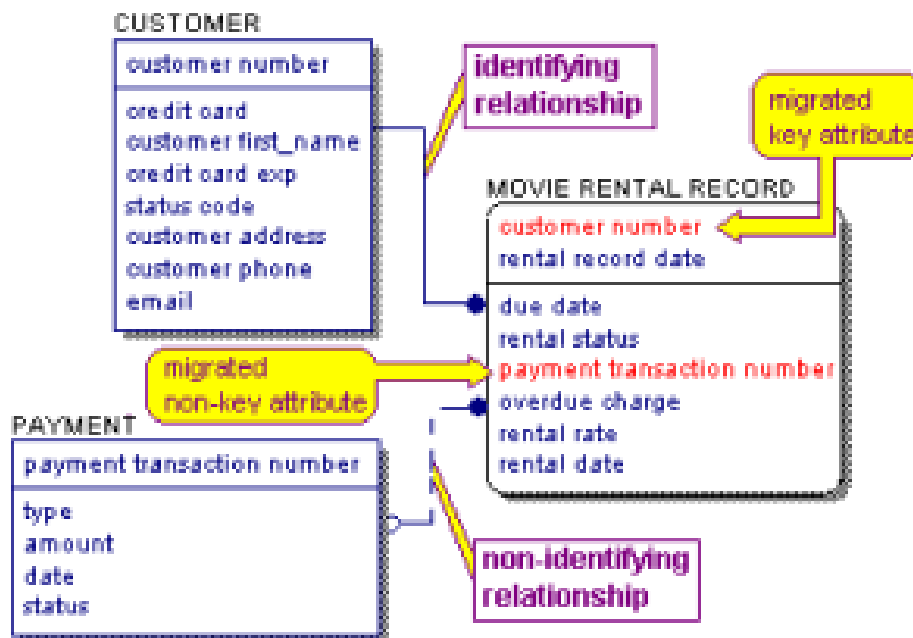 CUSTOMER
customer number
credit card
customer first_name
credit card exp
status code
customer address
customer phone
email
identifying
relationship
migrated
key attribute
MOVIE RENTAL RECORD
customer number
rental record date
due date
rental status
payment transaction number
overdue charge
rental rate
rental date
migrated
non-key attribute
PAYMENT
payment transaction number
type
amount
date
status
non-identifying
relationship